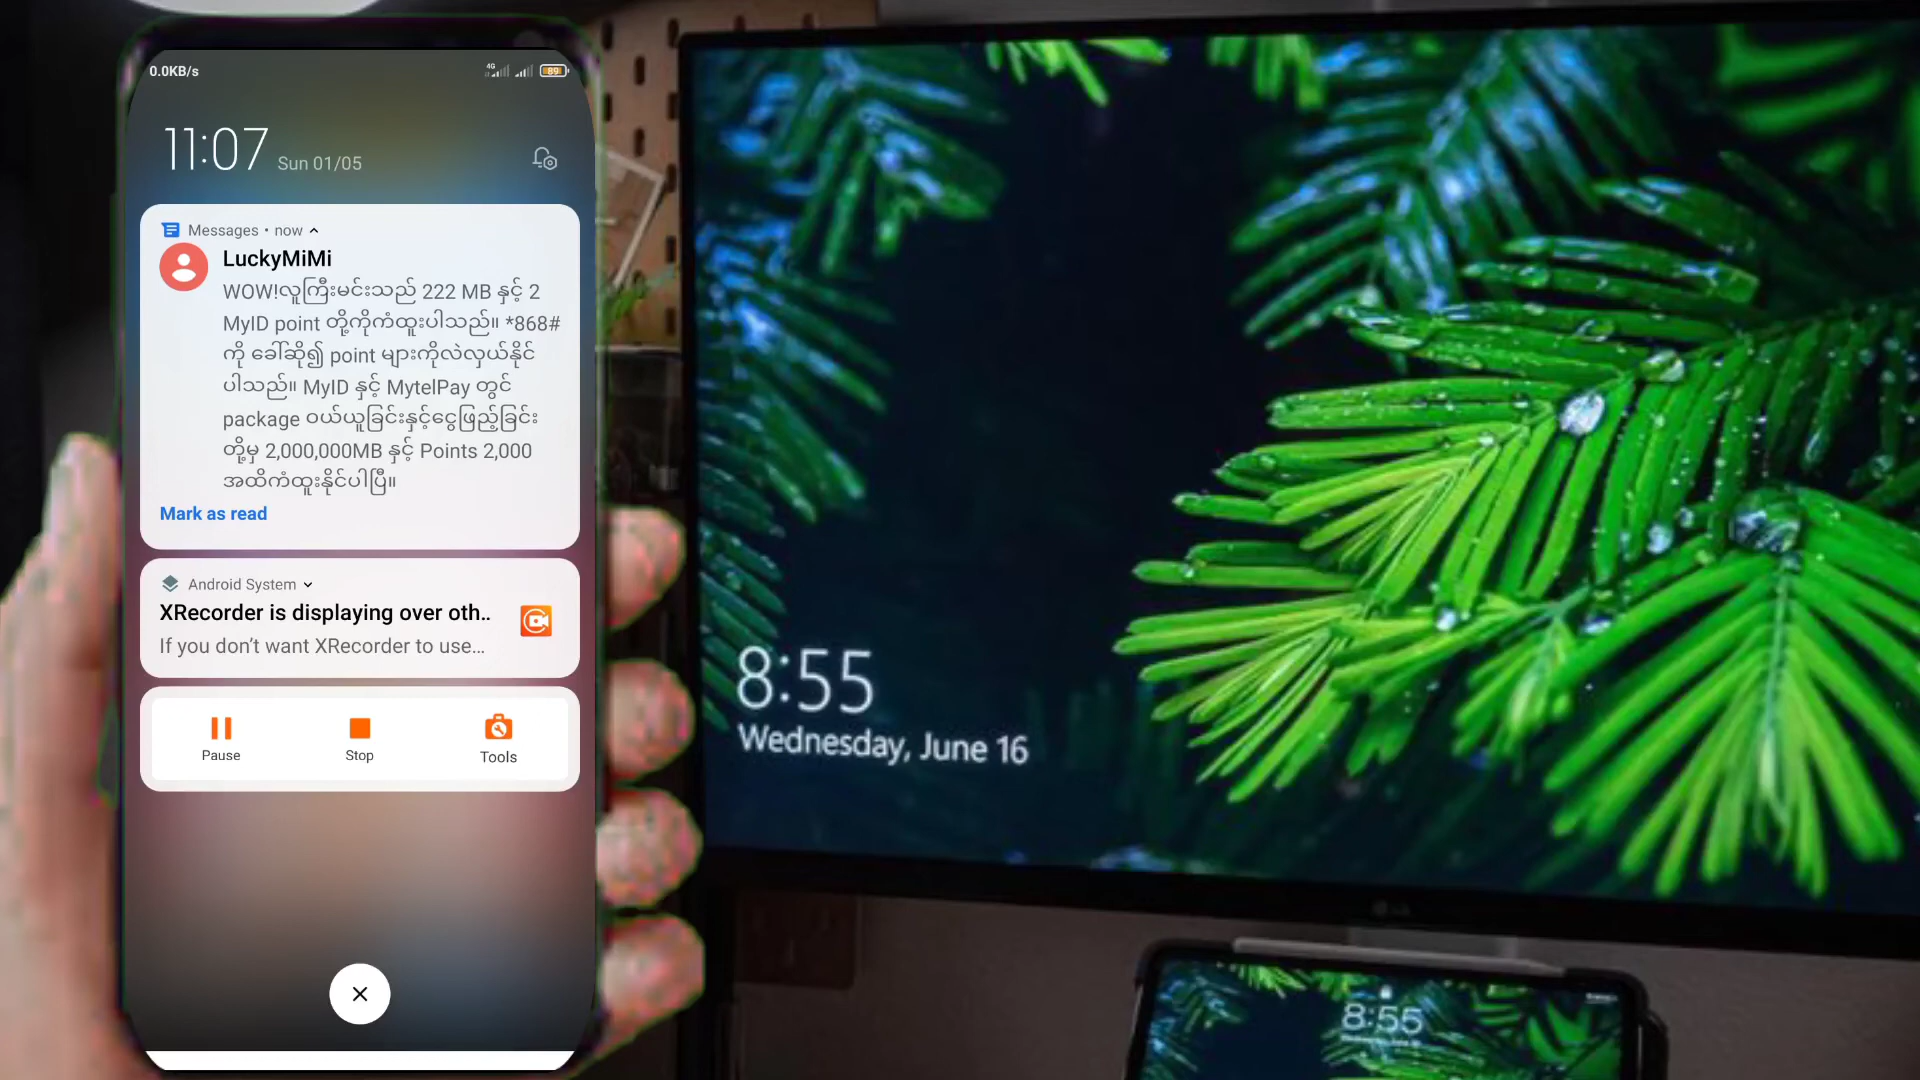 0.0KB/s
4G
89
11:07 Sun 01/05
Messages • now
LuckyMiMi
WOW!လူကြီးမင်းသည် 222 MB နှင့် 2
MyID point တို့ကိုကံထူးပါသည်။ *868#
ကို ခေါ်ဆို၍ point များကိုလဲလှယ်နိုင်
ပါသည်။ MyID နှင့် MytelPay တွင်
package ဝယ်ယူခြင်းနှင့်ငွေဖြည့်ခြင်း
တို့မှ 2,000,000MB နှင့် Points 2,000
အထိကံထူးနိုင်ပါပြီ။
Mark as read
Android System
XRecorder is displaying over oth..
If you don’t want XRecorder to use...
Pause
Stop
Tools
8:55
Wednesday, June 16
8:55